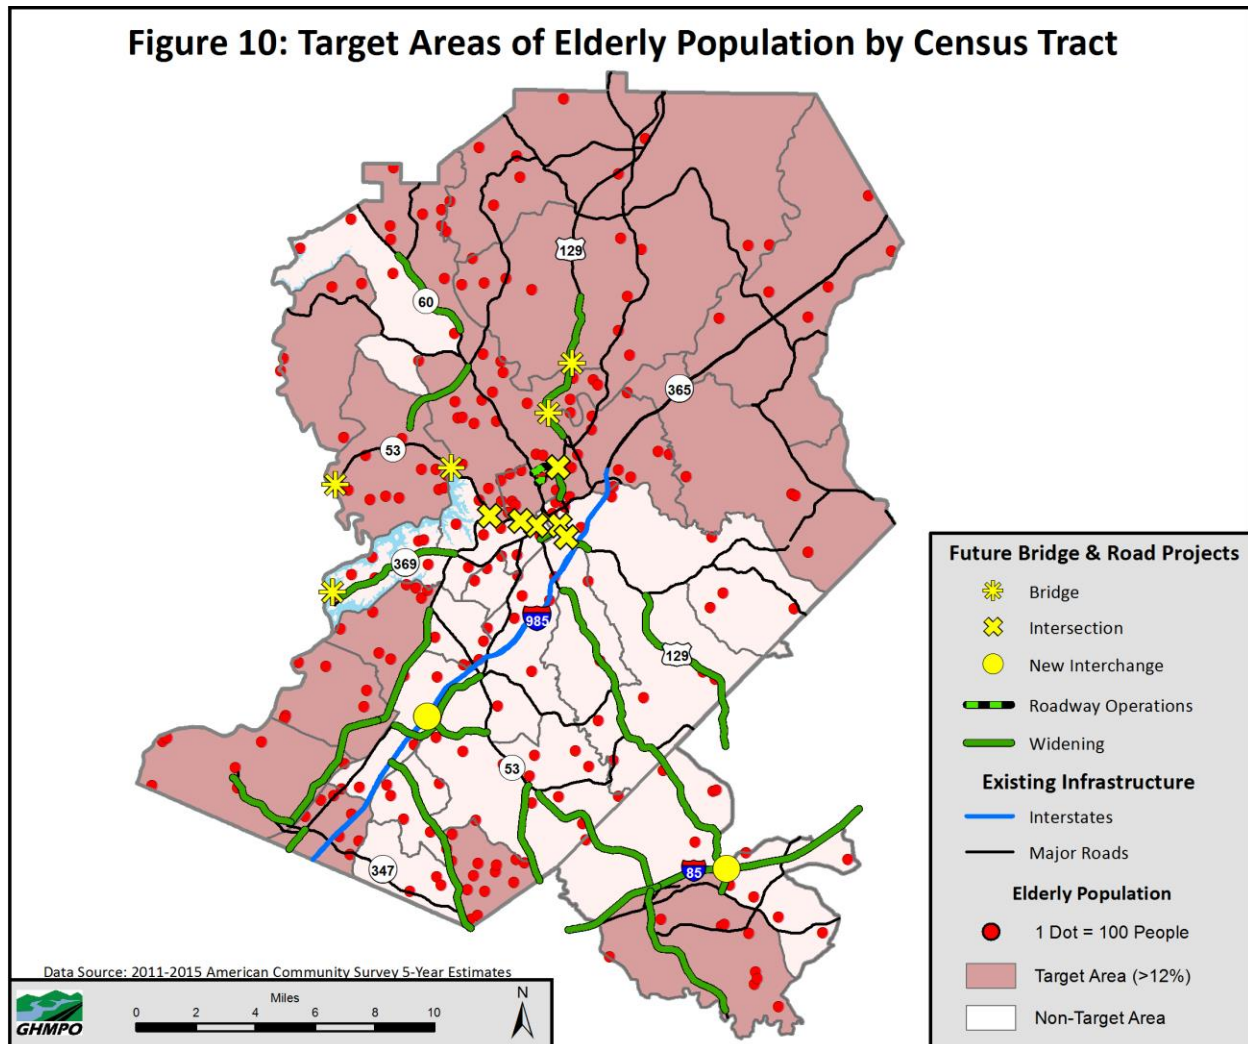 Figure 10: Target Areas of Elderly Population by Census Tract
129
60
365
53
369
985
129
53
347
85
Future Bridge & Road Projects
Bridge
Intersection
New Interchange
Roadway Operations
Widening
Existing Infrastructure
Interstates
Major Roads
Elderly Population
1 Dot = 100 People
Target Area (>12%)
Non-Target Area
Data Source: 2011-2015 American Community Survey 5-Year Estimates
GHMPO
Miles
0 2 4 6 8 10
N